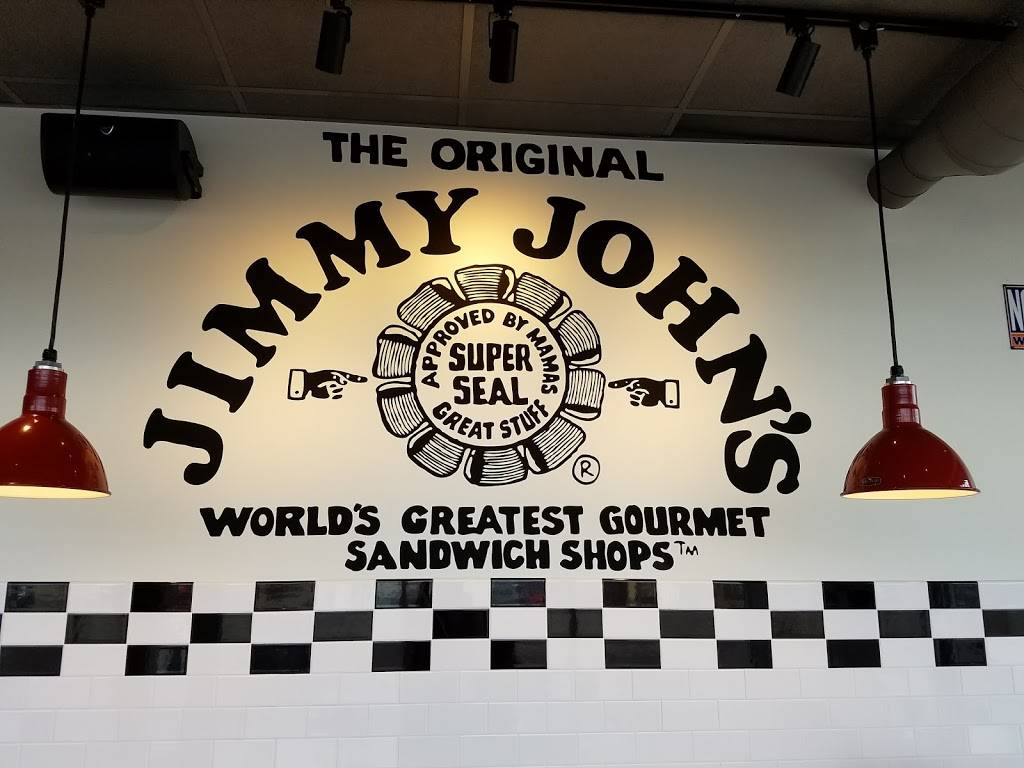 THE ORIGINAL
JIMMY JOHN'S
APPROVED BY MAMAS
SUPER
SEAL
GREAT STUFF
®
WORLD'S GREATEST GOURMET
SANDWICH SHOPS™